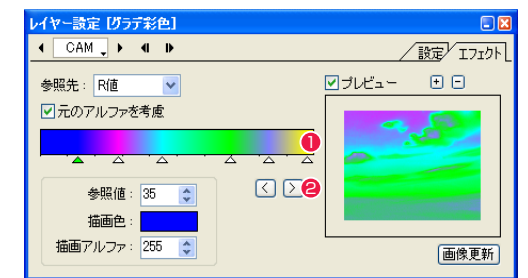 レイヤー設定 [グラデ彩色]
CAM
設定 エフェクト
参照先： R値
プレビュー
元のアルファを考慮
1
2
参照値： 35
描画色：
描画アルファ： 255
画像更新